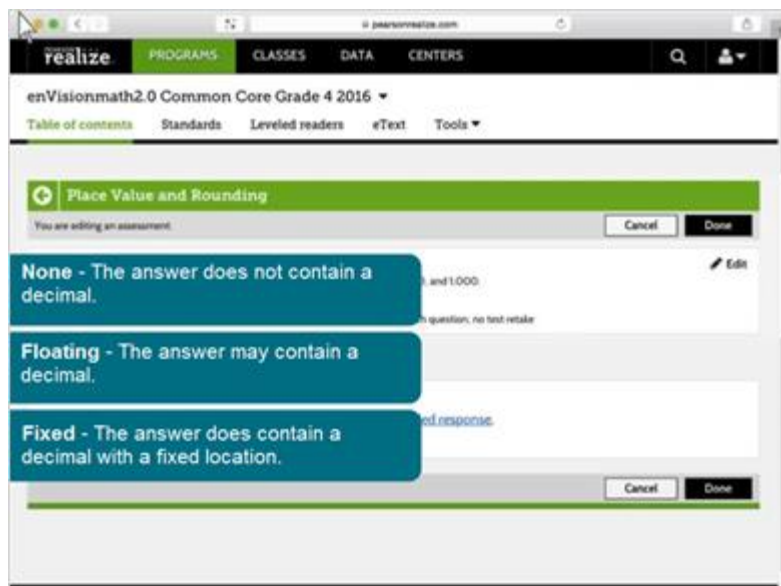 pearsonrealize.com
realize PROGRAMS CLASSES DATA CENTERS
enVisionmath2.0 Common Core Grade 4 2016
Table of contents Standards Leveled readers eText Tools
Place Value and Rounding
You are editing an assessment. Cancel Done
None - The answer does not contain a
decimal.
Edit
and 1.000.
question, no test retake
Floating - The answer may contain a
decimal.
Fixed - The answer does contain a
decimal with a fixed location.
response.
Cancel Done